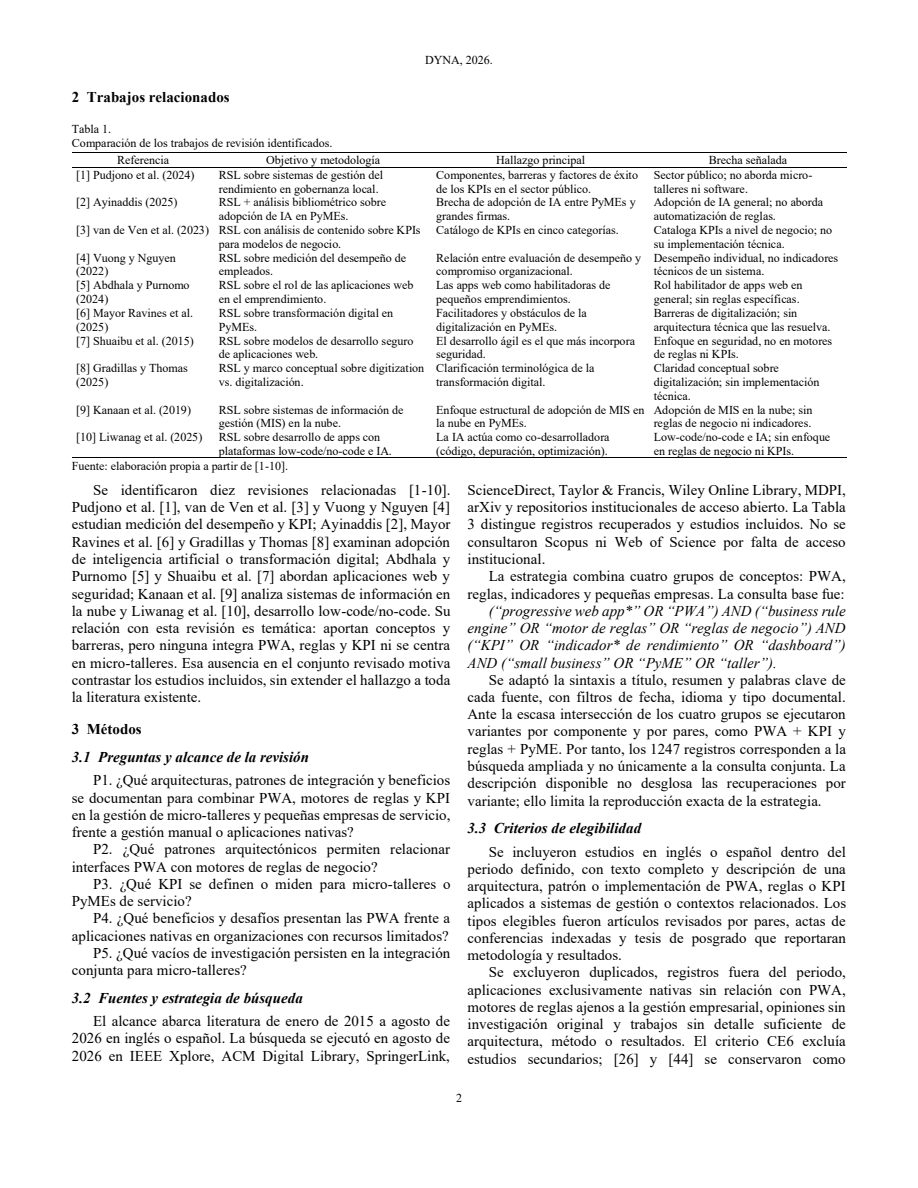 DYNA, 2026.
2 Trabajos relacionados
Tabla 1.
Comparación de los trabajos de revisión identificados.
Referencia Objetivo y metodología Hallazgo principal Brecha señalada
[1] Pudjono et al. (2024) RSL sobre sistemas de gestión del Componentes, barreras y factores de éxito Sector público; no aborda micro-
rendimiento en gobernanza local. de los KPIs en el sector público. talleres ni software.
[2] Ayinaddis (2025) RSL + análisis bibliométrico sobre Brecha de adopción de IA entre PyMEs y Adopción de IA general; no aborda
adopción de IA en PyMEs. grandes firmas. automatización de reglas.
[3] van de Ven et al. (2023) RSL con análisis de contenido sobre KPIs Catálogo de KPIs en cinco categorías. Cataloga KPIs a nivel de negocio; no
para modelos de negocio. su implementación técnica.
[4] Vuong y Nguyen RSL sobre medición del desempeño de Relación entre evaluación de desempeño y Desempeño individual, no indicadores
(2022) empleados. compromiso organizacional. técnicos de un sistema.
[5] Abdhala y Purnomo RSL sobre el rol de las aplicaciones web Las apps web como habilitadoras de Rol habilitador de apps web en
(2024) en el emprendimiento. pequeños emprendimientos. general; sin reglas específicas.
[6] Mayor Ravines et al. RSL sobre transformación digital en Facilitadores y obstáculos de la Barreras de digitalización; sin
(2025) PyMEs. digitalización en PyMEs. arquitectura técnica que las resuelva.
[7] Shuaibu et al. (2015) RSL sobre modelos de desarrollo seguro El desarrollo ágil es el que más incorpora Enfoque en seguridad, no en motores
de aplicaciones web. seguridad. de reglas ni KPIs.
[8] Gradillas y Thomas RSL y marco conceptual sobre digitization Clarificación terminológica de la Claridad conceptual sobre
(2025) vs. digitalización. transformación digital. digitalización; sin implementación
técnica.
[9] Kanaan et al. (2019) RSL sobre sistemas de información de Enfoque estructural de adopción de MIS en Adopción de MIS en la nube; sin
gestión (MIS) en la nube. la nube en PyMEs. reglas de negocio ni indicadores.
[10] Liwanag et al. (2025) RSL sobre desarrollo de apps con La IA actúa como co-desarrolladora Low-code/no-code e IA; sin enfoque
plataformas low-code/no-code e IA. (código, depuración, optimización). en reglas de negocio ni KPIs.
Fuente: elaboración propia a partir de [1-10].
Se identificaron diez revisiones relacionadas [1-10].
Pudjono et al. [1], van de Ven et al. [3] y Vuong y Nguyen [4]
estudian medición del desempeño y KPI; Ayinaddis [2], Mayor
Ravines et al. [6] y Gradillas y Thomas [8] examinan adopción
de inteligencia artificial o transformación digital; Abdhala y
Purnomo [5] y Shuaibu et al. [7] abordan aplicaciones web y
seguridad; Kanaan et al. [9] analiza sistemas de información en
la nube y Liwanag et al. [10], desarrollo low-code/no-code. Su
relación con esta revisión es temática: aportan conceptos y
barreras, pero ninguna integra PWA, reglas y KPI ni se centra
en micro-talleres. Esa ausencia en el conjunto revisado motiva
contrastar los estudios incluidos, sin extender el hallazgo a toda
la literatura existente.
3 Métodos
3.1 Preguntas y alcance de la revisión
P1. ¿Qué arquitecturas, patrones de integración y beneficios
se documentan para combinar PWA, motores de reglas y KPI
en la gestión de micro-talleres y pequeñas empresas de servicio,
frente a gestión manual o aplicaciones nativas?
P2. ¿Qué patrones arquitectónicos permiten relacionar
interfaces PWA con motores de reglas de negocio?
P3. ¿Qué KPI se definen o miden para micro-talleres o
PyMEs de servicio?
P4. ¿Qué beneficios y desafíos presentan las PWA frente a
aplicaciones nativas en organizaciones con recursos limitados?
P5. ¿Qué vacíos de investigación persisten en la integración
conjunta para micro-talleres?
3.2 Fuentes y estrategia de búsqueda
El alcance abarca literatura de enero de 2015 a agosto de
2026 en inglés o español. La búsqueda se ejecutó en agosto de
2026 en IEEE Xplore, ACM Digital Library, SpringerLink,
ScienceDirect, Taylor & Francis, Wiley Online Library, MDPI,
arXiv y repositorios institucionales de acceso abierto. La Tabla
3 distingue registros recuperados y estudios incluidos. No se
consultaron Scopus ni Web of Science por falta de acceso
institucional.
La estrategia combina cuatro grupos de conceptos: PWA,
reglas, indicadores y pequeñas empresas. La consulta base fue:
(“progressive web app*” OR “PWA”) AND (“business rule
engine” OR “motor de reglas” OR “reglas de negocio”) AND
(“KPI” OR “indicador* de rendimiento” OR “dashboard”)
AND (“small business” OR “PyME” OR “taller”).
Se adaptó la sintaxis a título, resumen y palabras clave de
cada fuente, con filtros de fecha, idioma y tipo documental.
Ante la escasa intersección de los cuatro grupos se ejecutaron
variantes por componente y por pares, como PWA + KPI y
reglas + PyME. Por tanto, los 1247 registros corresponden a la
búsqueda ampliada y no únicamente a la consulta conjunta. La
descripción disponible no desglosa las recuperaciones por
variante; ello limita la reproducción exacta de la estrategia.
3.3 Criterios de elegibilidad
Se incluyeron estudios en inglés o español dentro del
periodo definido, con texto completo y descripción de una
arquitectura, patrón o implementación de PWA, reglas o KPI
aplicados a sistemas de gestión o contextos relacionados. Los
tipos elegibles fueron artículos revisados por pares, actas de
conferencias indexadas y tesis de posgrado que reportaran
metodología y resultados.
Se excluyeron duplicados, registros fuera del periodo,
aplicaciones exclusivamente nativas sin relación con PWA,
motores de reglas ajenos a la gestión empresarial, opiniones sin
investigación original y trabajos sin detalle suficiente de
arquitectura, método o resultados. El criterio CE6 excluía
estudios secundarios; [26] y [44] se conservaron como
2